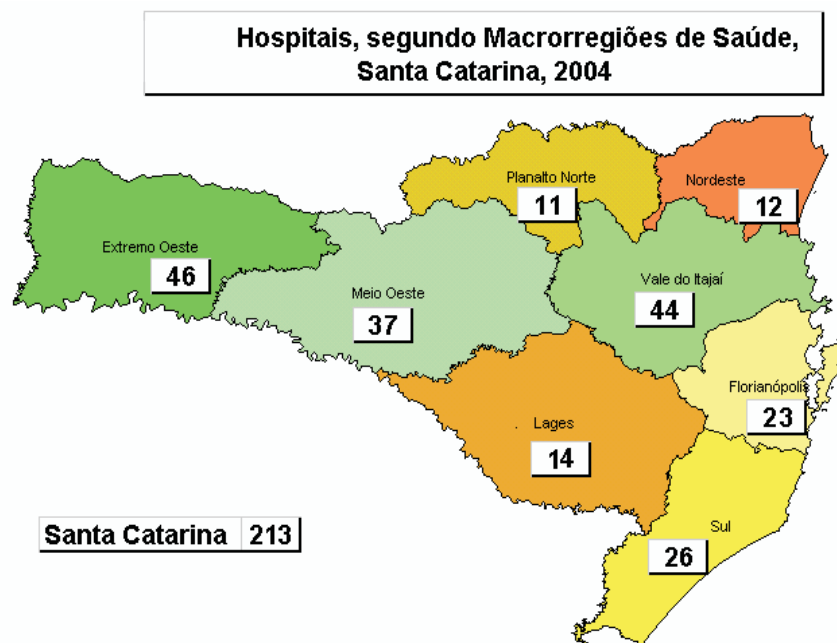 Hospitais, segundo Macrorregiões de Saúde,
Santa Catarina, 2004
Planalto Norte
11
Nordeste
12
Extremo Oeste
46
Meio Oeste
37
Vale do Itajaí
44
Florianópolis
23
Lages
14
Sul
26
Santa Catarina 213